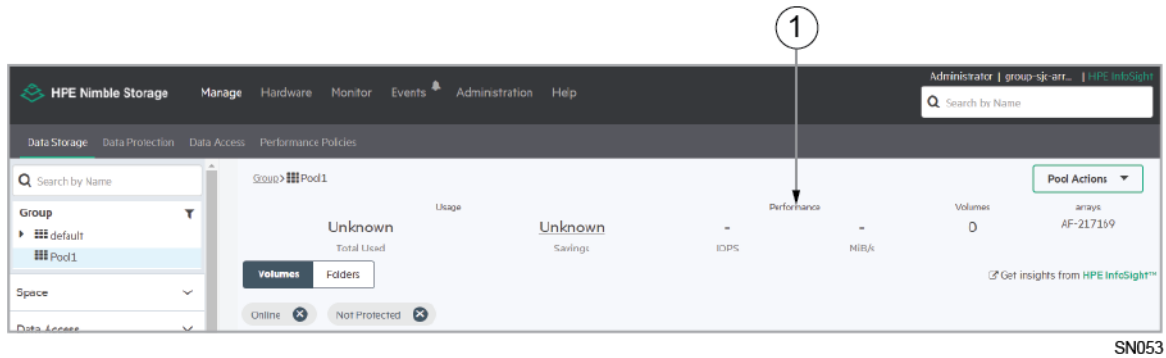 1
Administrator | group-sjc-arr... | HPE InfoSight
HPE Nimble Storage Manage Hardware Monitor Events Administration Help
Search by Name
Data Storage Data Protection Data Access Performance Policies
Search by Name
Group
default
Pool1
Space
Data Access
Group>Pool1
Pool Actions
Usage
Unknown Unknown
Total Used Savings
Performance
- -
IOPS MiB/s
Volumes
0
arrays
AF-217169
Volumes Folders
Get insights from HPE InfoSight™
Online Not Protected
SN053